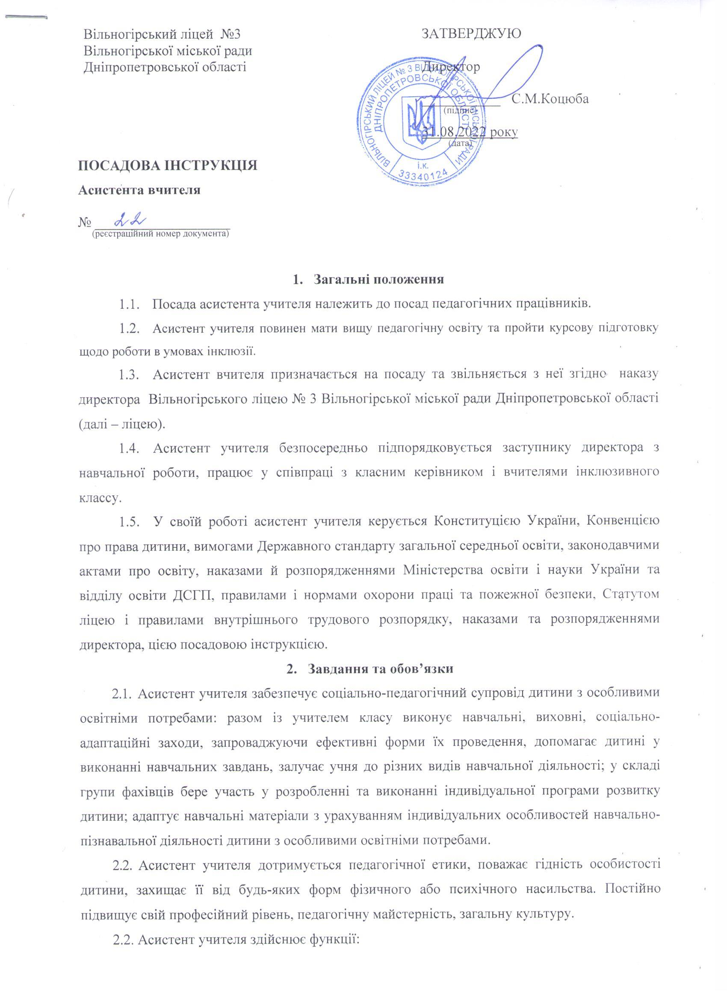 Вільногірський ліцей №3
Вільногірської міської ради
Дніпропетровської області
ЗАТВЕРДЖУЮ
Директор
С.М.Коцюба
(підпис)
31.08.2022 року
(дата)
ВІЛЬНОГІРСЬКИЙ ЛІЦЕЙ № 3 ВІЛЬНОГІРСЬКОЇ МІСЬКОЇ РАДИ
ДНІПРОПЕТРОВСЬКОЇ ОБЛАСТІ
і.к.
33340124
ПОСАДОВА ІНСТРУКЦІЯ
Асистента вчителя
№ 22
(реєстраційний номер документа)
1. Загальні положення
1.1. Посада асистента учителя належить до посад педагогічних працівників.
1.2. Асистент учителя повинен мати вищу педагогічну освіту та пройти курсову підготовку
щодо роботи в умовах інклюзії.
1.3. Асистент вчителя призначається на посаду та звільняється з неї згідно наказу
директора Вільногірського ліцею № 3 Вільногірської міської ради Дніпропетровської області
(далі – ліцею).
1.4. Асистент учителя безпосередньо підпорядковується заступнику директора з
навчальної роботи, працює у співпраці з класним керівником і вчителями інклюзивного
классу.
1.5. У своїй роботі асистент учителя керується Конституцією України, Конвенцією
про права дитини, вимогами Державного стандарту загальної середньої освіти, законодавчими
актами про освіту, наказами й розпорядженнями Міністерства освіти і науки України та
відділу освіти ДСГП, правилами і нормами охорони праці та пожежної безпеки, Статутом
ліцею і правилами внутрішнього трудового розпорядку, наказами та розпорядженнями
директора, цією посадовою інструкцією.
2. Завдання та обов’язки
2.1. Асистент учителя забезпечує соціально-педагогічний супровід дитини з особливими
освітніми потребами: разом із учителем класу виконує навчальні, виховні, соціально-
адаптаційні заходи, запроваджуючи ефективні форми їх проведення, допомагає дитині у
виконанні навчальних завдань, залучає учня до різних видів навчальної діяльності; у складі
групи фахівців бере участь у розробленні та виконанні індивідуальної програми розвитку
дитини; адаптує навчальні матеріали з урахуванням індивідуальних особливостей навчально-
пізнавальної діяльності дитини з особливими освітніми потребами.
2.2. Асистент учителя дотримується педагогічної етики, поважає гідність особистості
дитини, захищає її від будь-яких форм фізичного або психічного насильства. Постійно
підвищує свій професійний рівень, педагогічну майстерність, загальну культуру.
2.2. Асистент учителя здійснює функції: